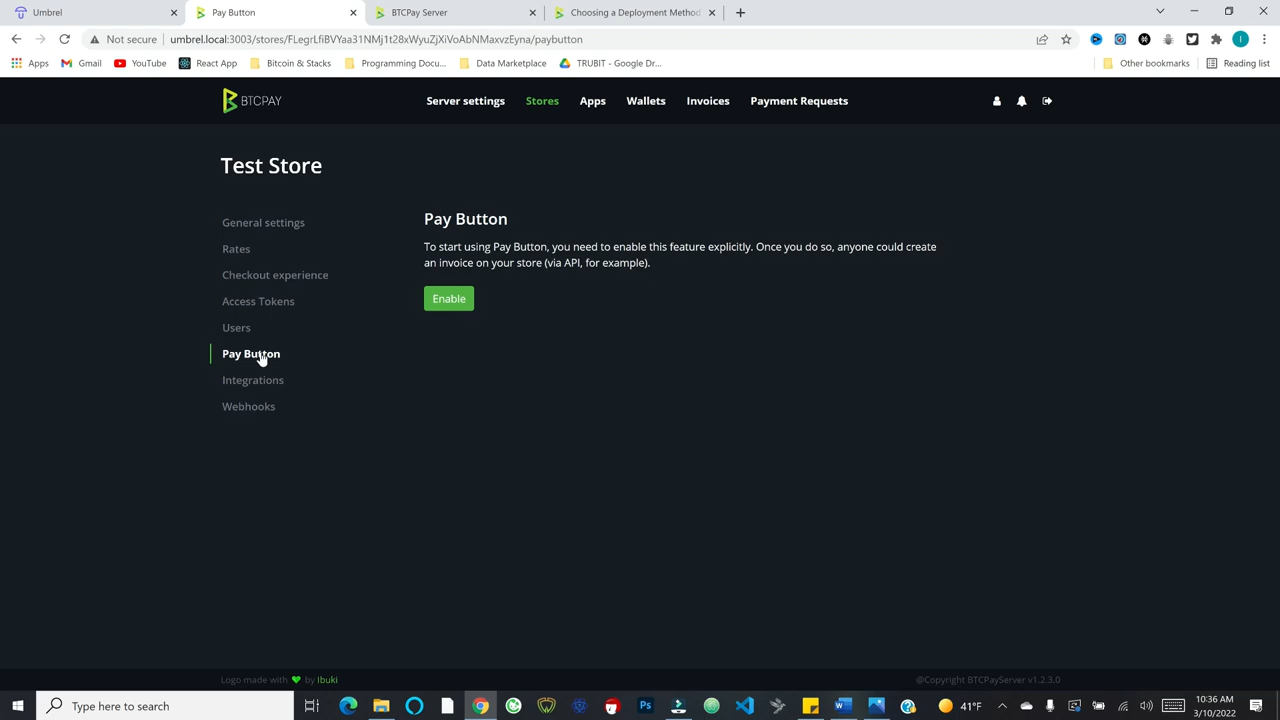 Umbrel
Pay Button
BTCPay Server
Choosing a Deployment Method
Not secure
umbrel.local:3003/stores/FLegrLfiBVYaa31NMj1t28xWyuZjXiVoAbNMaxvzEyna/paybutton
Apps
Gmail
YouTube
React App
Bitcoin & Stacks
Programming Docu...
Data Marketplace
TRUBIT - Google Dr...
Other bookmarks
Reading list
BTCPAY
Server settings
Stores
Apps
Wallets
Invoices
Payment Requests
Test Store
General settings
Rates
Checkout experience
Access Tokens
Users
Pay Button
Integrations
Webhooks
Pay Button
To start using Pay Button, you need to enable this feature explicitly. Once you do so, anyone could create
an invoice on your store (via API, for example).
Enable
Logo made with ♥ by Ibuki
@Copyright BTCPayServer v1.2.3.0
Type here to search
41°F
10:36 AM
3/10/2022